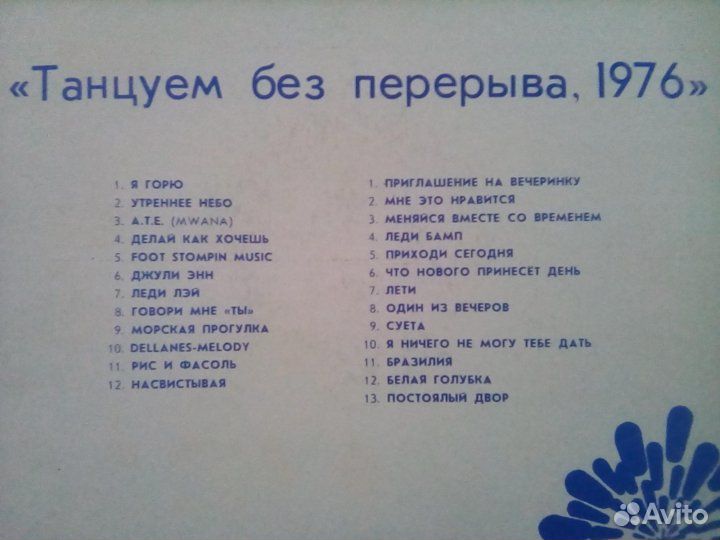 «Танцуем без перерыва, 1976»
1. Я ГОРЮ
2. УТРЕННЕЕ НЕБО
3. A.T.E. (MWANA)
4. ДЕЛАЙ КАК ХОЧЕШЬ
5. FOOT STOMPIN MUSIC
6. ДЖУЛИ ЭНН
7. ЛЕДИ ЛЭЙ
8. ГОВОРИ МНЕ «ТЫ»
9. МОРСКАЯ ПРОГУЛКА
10. DELLANES-MELODY
11. РИС И ФАСОЛЬ
12. НАСВИСТЫВАЯ
1. ПРИГЛАШЕНИЕ НА ВЕЧЕРИНКУ
2. МНЕ ЭТО НРАВИТСЯ
3. МЕНЯЙСЯ ВМЕСТЕ СО ВРЕМЕНЕМ
4. ЛЕДИ БАМП
5. ПРИХОДИ СЕГОДНЯ
6. ЧТО НОВОГО ПРИНЕСЁТ ДЕНЬ
7. ЛЕТИ
8. ОДИН ИЗ ВЕЧЕРОВ
9. СУЕТА
10. Я НИЧЕГО НЕ МОГУ ТЕБЕ ДАТЬ
11. БРАЗИЛИЯ
12. БЕЛАЯ ГОЛУБКА
13. ПОСТОЯЛЫЙ ДВОР
Avito